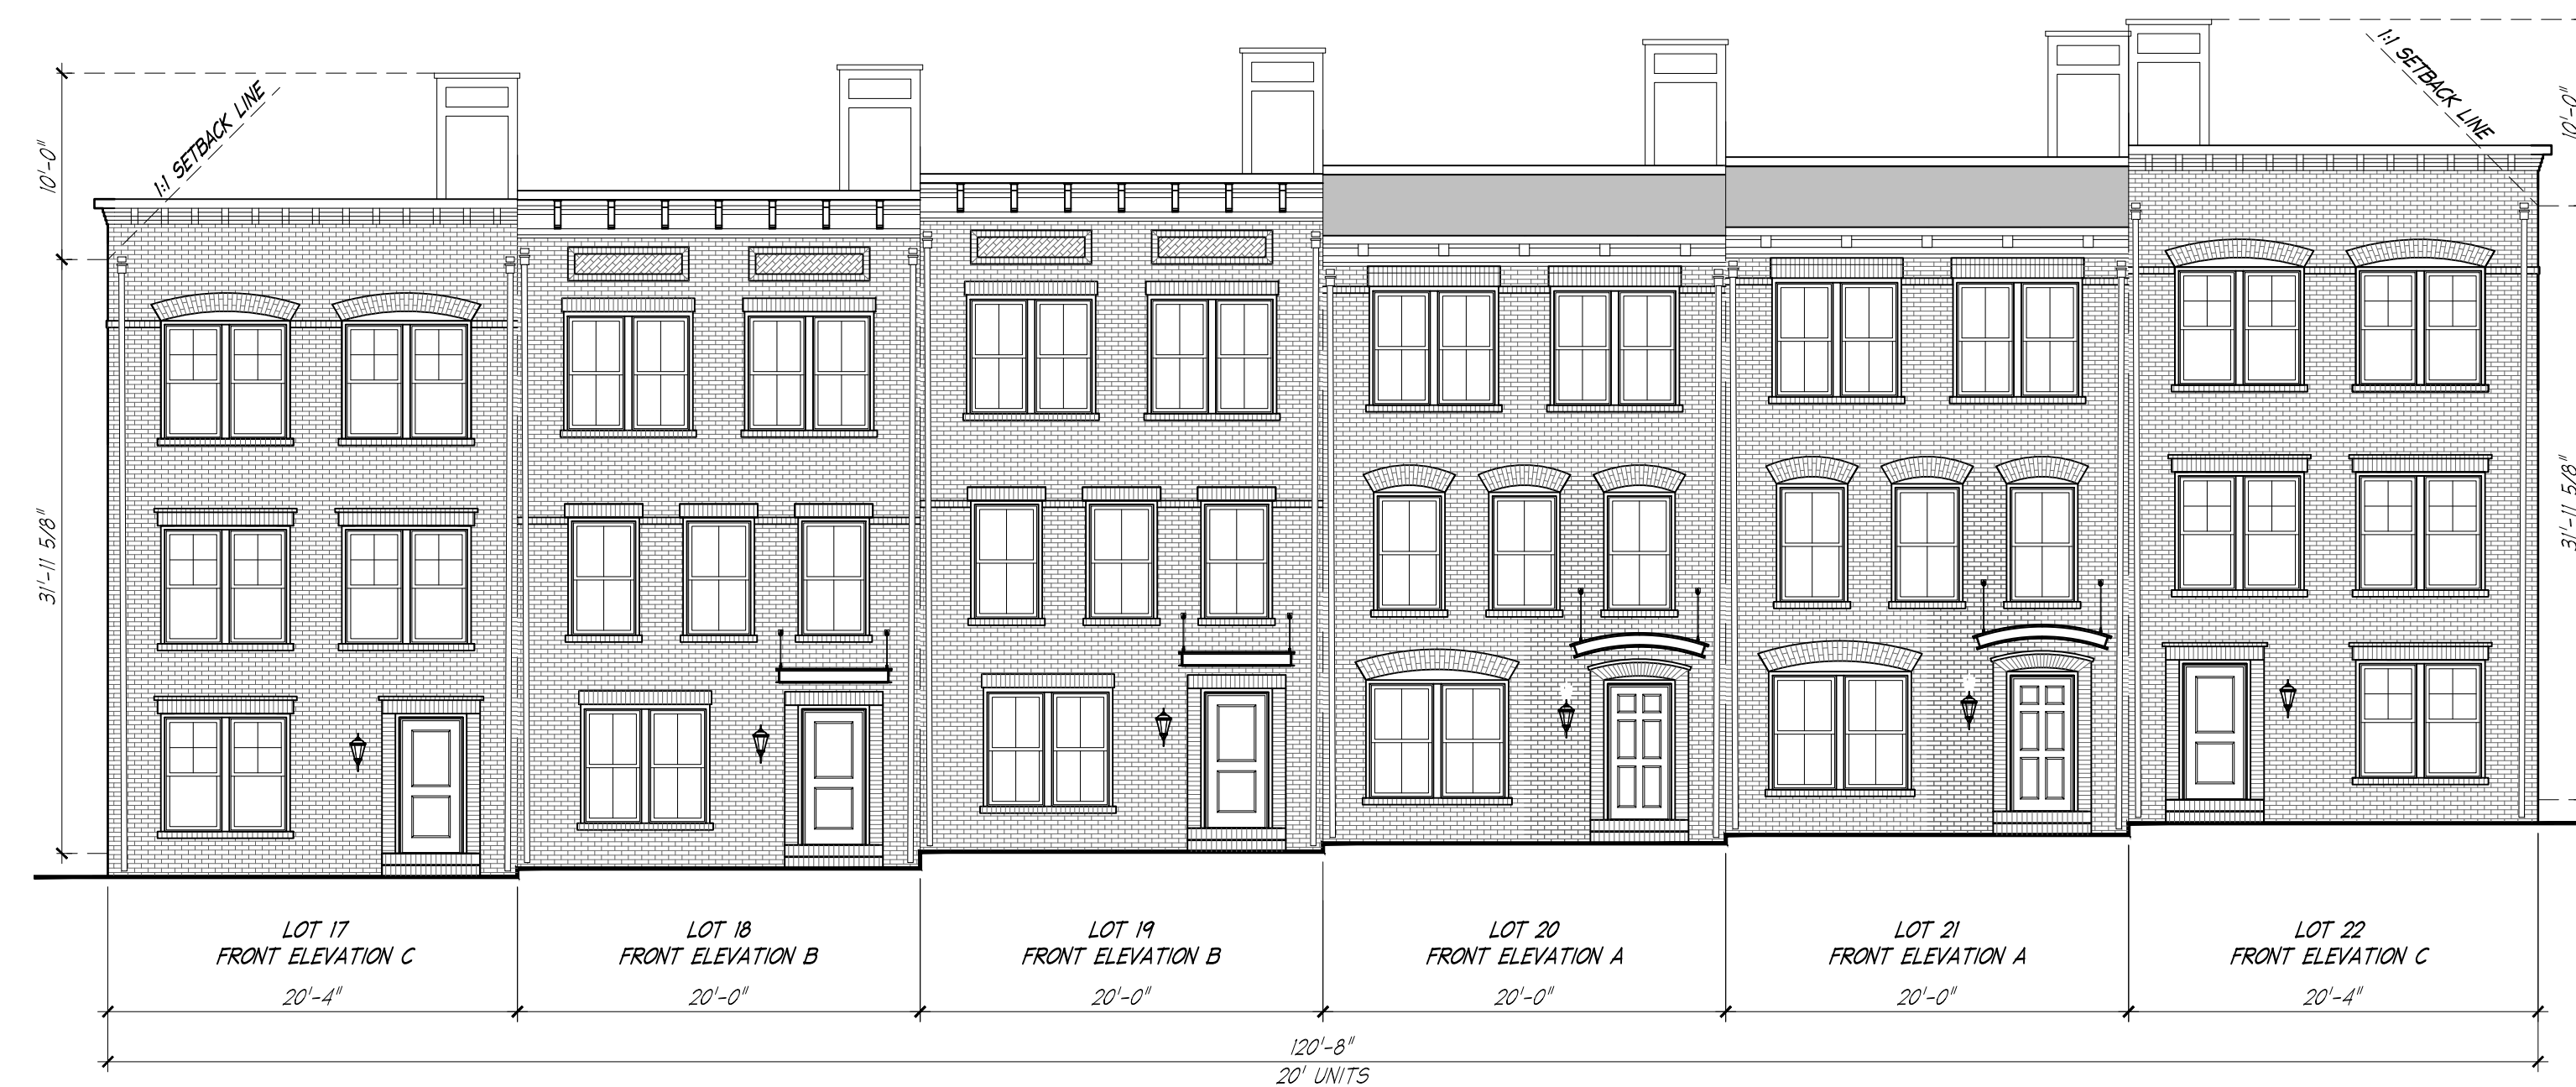 1:1 SETBACK LINE
1:1 SETBACK LINE
10'-0"
10'-0"
31'-11 5/8"
31'-11 5/8"
LOT 17
FRONT ELEVATION C
20'-4"
LOT 18
FRONT ELEVATION B
20'-0"
LOT 19
FRONT ELEVATION B
20'-0"
LOT 20
FRONT ELEVATION A
20'-0"
LOT 21
FRONT ELEVATION A
20'-0"
LOT 22
FRONT ELEVATION C
20'-4"
120'-8"
20' UNITS